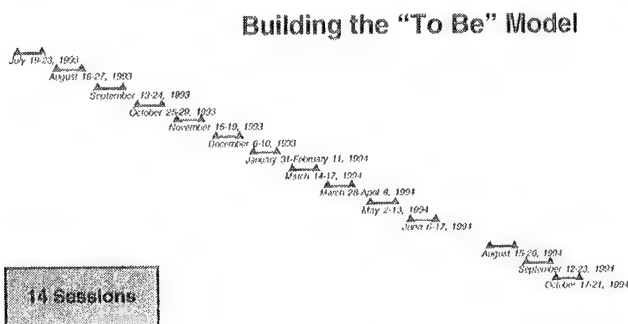 Building the “To Be” Model
July 19-23, 1993
August 16-27, 1993
September 13-24, 1993
October 25-29, 1993
November 15-19, 1993
December 6-10, 1993
January 31-February 11, 1994
March 14-17, 1994
March 28-April 8, 1994
May 2-13, 1994
June 6-17, 1994
August 15-26, 1994
September 12-23, 1994
October 17-21, 1994
14 Sessions